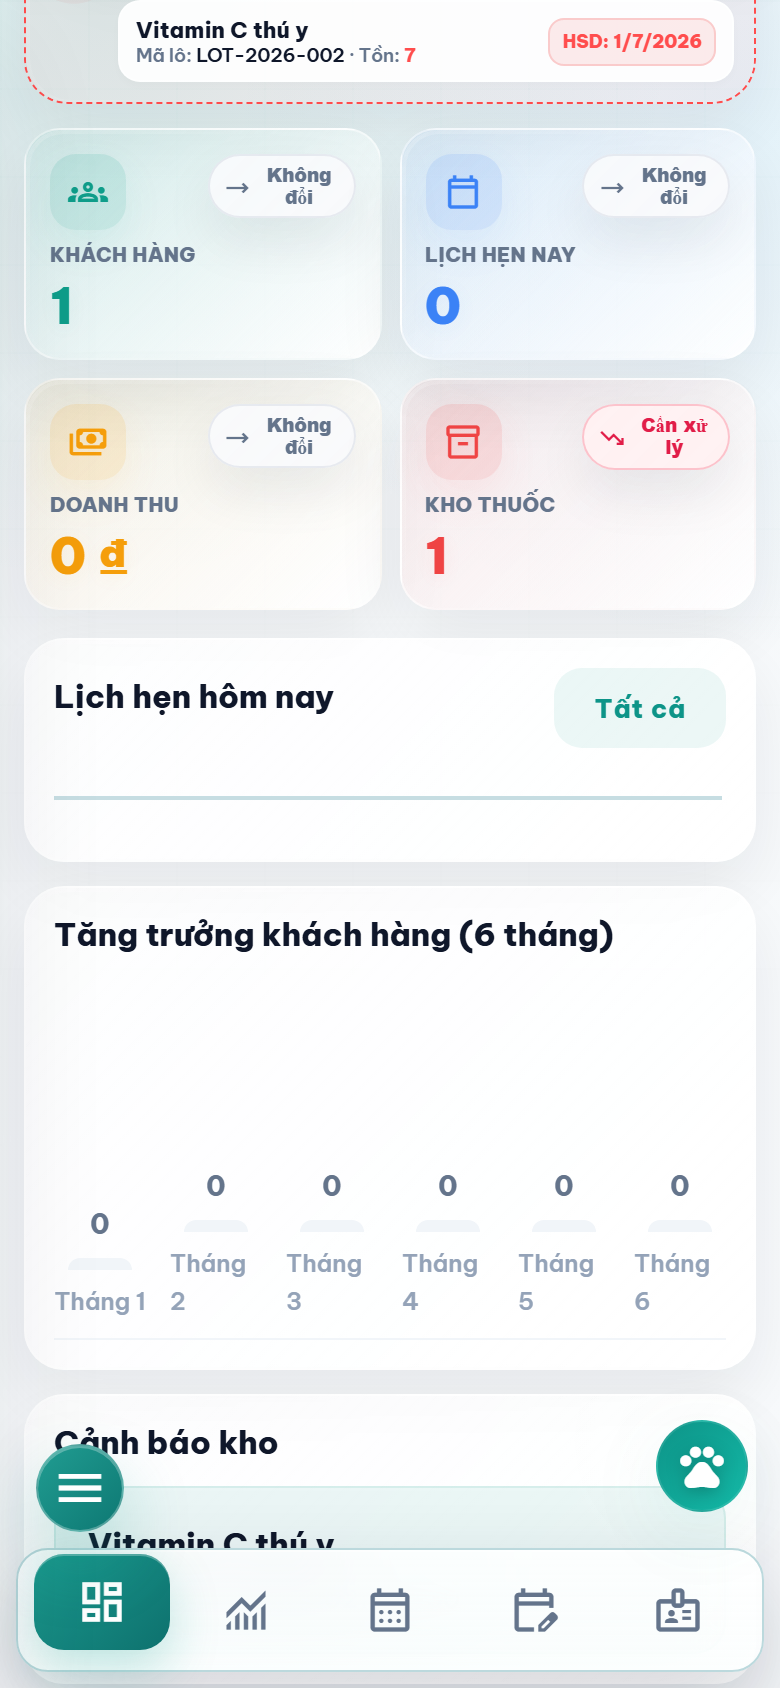 Vitamin C thú y
Mã lô: LOT-2026-002 · Tồn: 7
HSD: 1/7/2026
Không
đổi
KHÁCH HÀNG
1
Không
đổi
LỊCH HẸN NAY
0
Không
đổi
DOANH THU
0 đ
Cần xử
lý
KHO THUỐC
1
Lịch hẹn hôm nay
Tất cả
Tăng trưởng khách hàng (6 tháng)
0
0
0
0
0
0
Tháng 1
Tháng
2
Tháng
3
Tháng
4
Tháng
5
Tháng
6
Cảnh báo kho
Vitamin C thú y